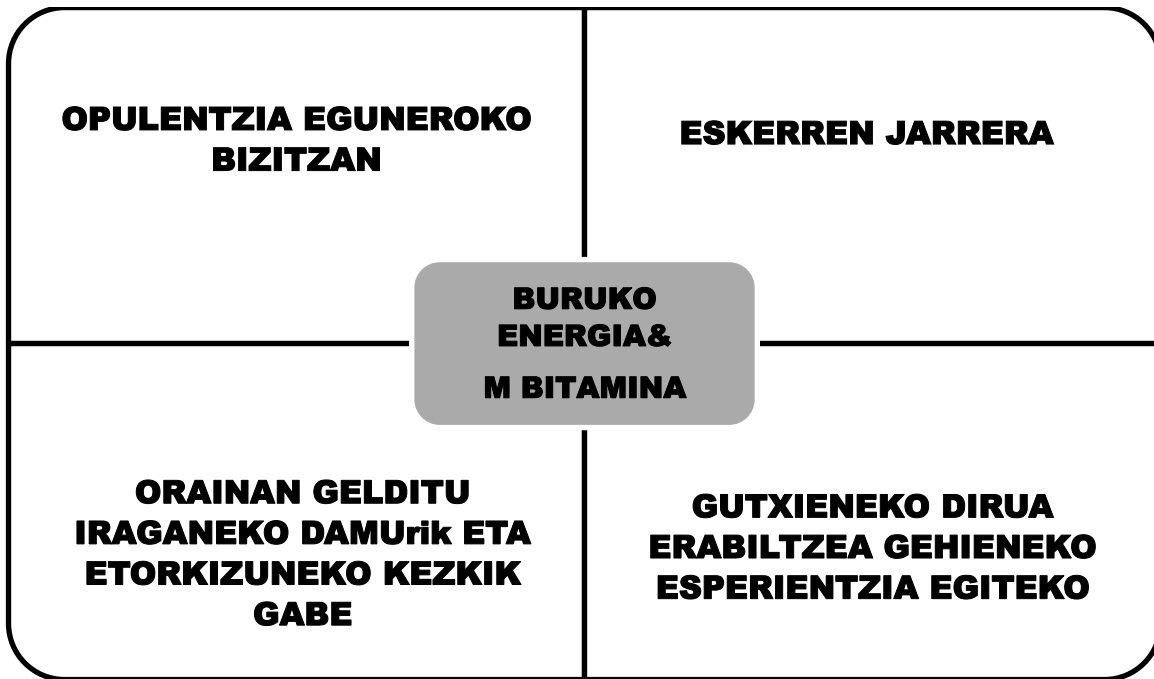 OPULENTZIA EGUNEROKO
BIZITZAN
ESKERREN JARRERA
BURUKO
ENERGIA&
M BITAMINA
ORAINAN GELDITU
IRAGANEKO DAMUrik ETA
ETORKIZUNEKO KEZKIK
GABE
GUTXIENEKO DIRUA
ERABILTZEA GEHIENEKO
ESPERIENTZIA EGITEKO